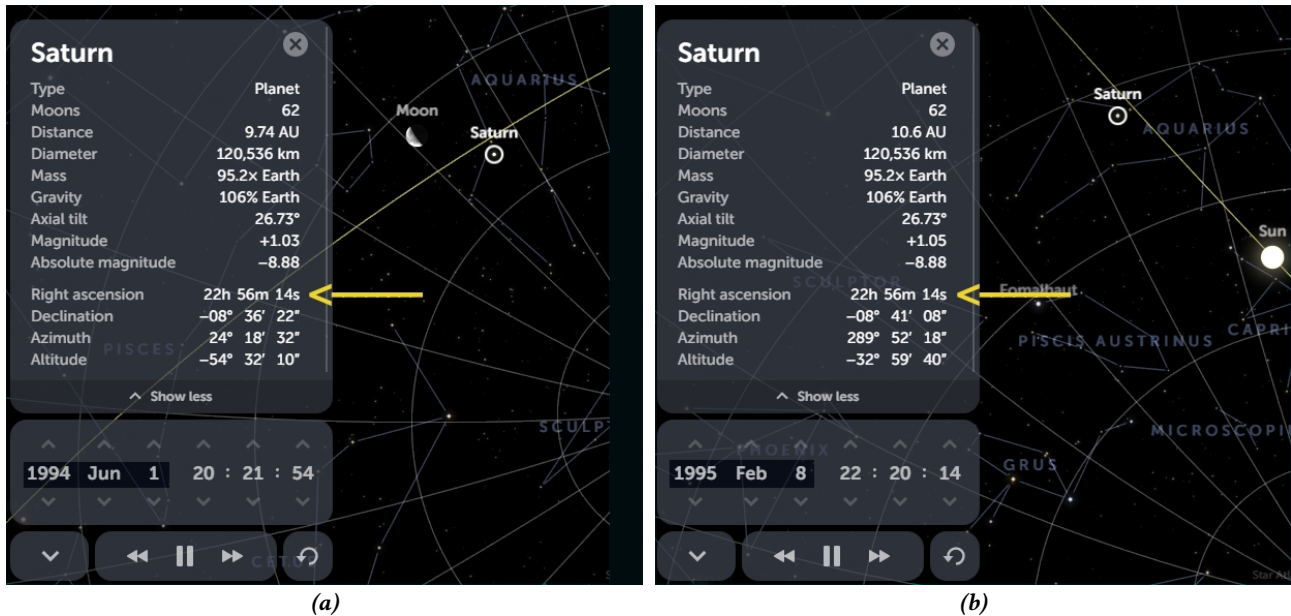 Saturn
Type Planet
Moons 62
Distance 9.74 AU
Diameter 120,536 km
Mass 95.2× Earth
Gravity 106% Earth
Axial tilt 26.73°
Magnitude +1.03
Absolute magnitude −8.88
Right ascension 22h 56m 14s
Declination −08° 36′ 22″
Azimuth 24° 18′ 32″
Altitude −54° 32′ 10″
Show less
1994 Jun 1 20 : 21 : 54
AQUARIUS
Moon
Saturn
PISCES
SCULP
CETU
(a)
Saturn
Type Planet
Moons 62
Distance 10.6 AU
Diameter 120,536 km
Mass 95.2× Earth
Gravity 106% Earth
Axial tilt 26.73°
Magnitude +1.05
Absolute magnitude −8.88
Right ascension 22h 56m 14s
Declination −08° 41′ 08″
Azimuth 289° 52′ 18″
Altitude −32° 59′ 40″
Show less
1995 Feb 8 22 : 20 : 14
Saturn
AQUARIUS
Sun
SCULPTOR
Fomalhaut
CAPRI
PISCIS AUSTRINUS
MICROSCOPI
PHOENIX
GRUS
Star Atl
(b)